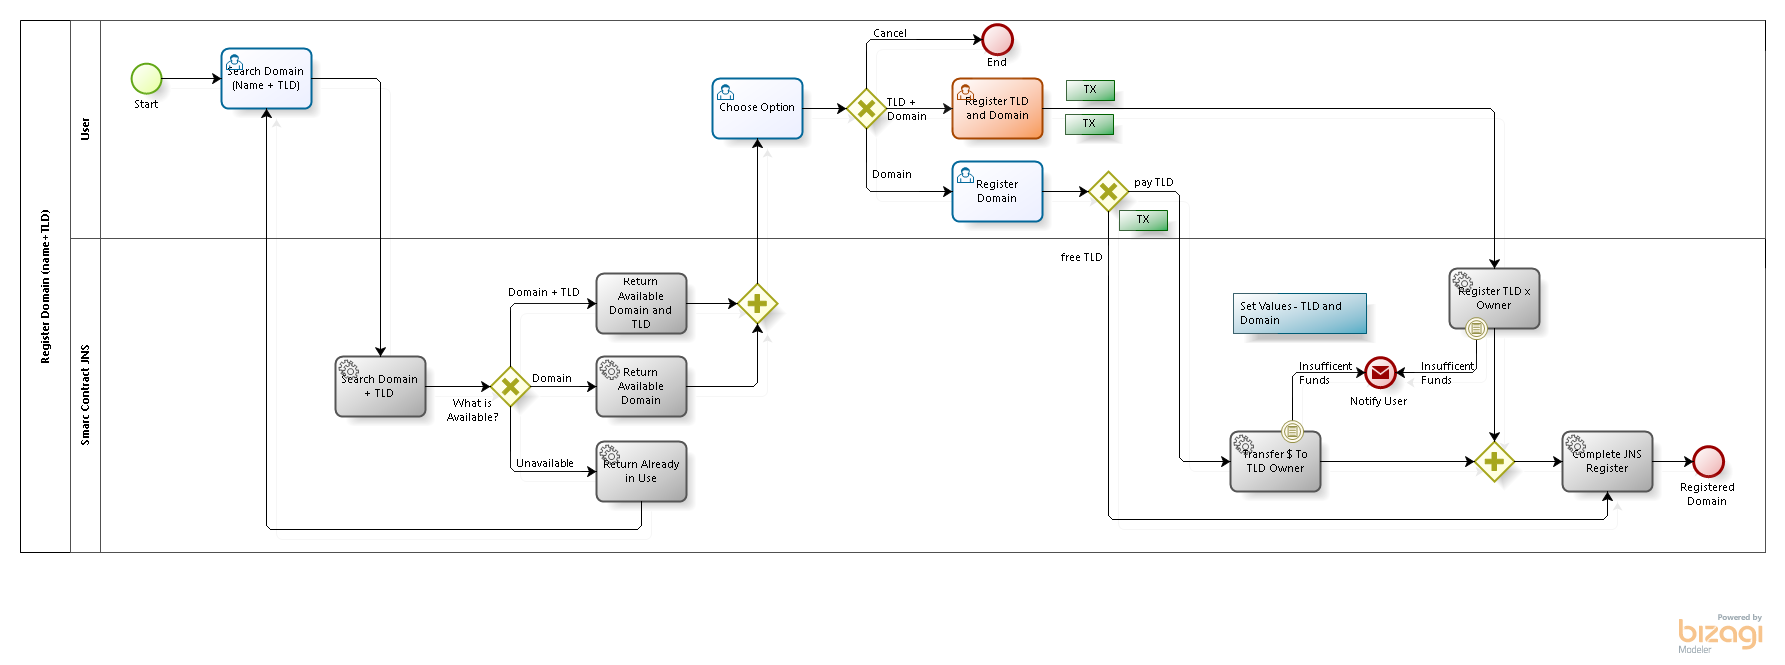 Register Domain (name+TLD)
User
Smarc Contract JNS
Start
Search Domain
(Name + TLD)
Choose Option
Cancel
End
TLD +
Domain
Register TLD
and Domain
TX
TX
Domain
Register
Domain
pay TLD
TX
free TLD
Search Domain
+ TLD
What is
Available?
Domain + TLD
Return
Available
Domain and
TLD
Domain
Return
Available
Domain
Unavailable
Return Already
in Use
Set Values - TLD and
Domain
Register TLD x
Owner
Insufficent
Funds
Insufficent
Funds
Notify User
Transfer $ To
TLD Owner
Complete JNS
Register
Registered
Domain
Powered by
bizagi
Modeler